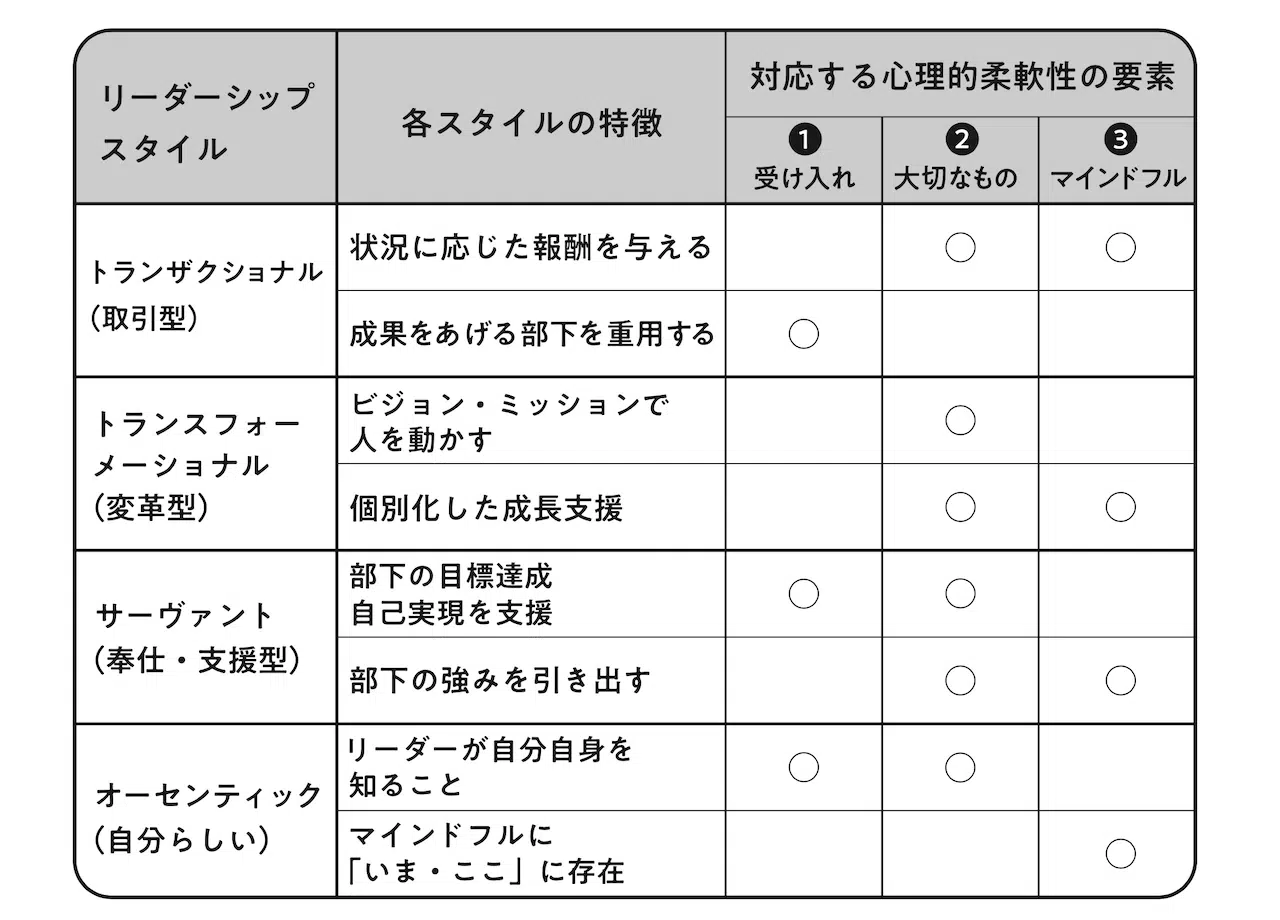 リーダーシップ
スタイル
各スタイルの特徴
対応する心理的柔軟性の要素
❶
受け入れ
❷
大切なもの
❸
マインドフル
トランザクショナル
(取引型)
状況に応じた報酬を与える
○
○
成果をあげる部下を重用する
○
トランスフォー
メーショナル
(変革型)
ビジョン・ミッションで
人を動かす
○
個別化した成長支援
○
○
サーヴァント
(奉仕・支援型)
部下の目標達成
自己実現を支援
○
○
部下の強みを引き出す
○
○
オーセンティック
(自分らしい)
リーダーが自分自身を
知ること
○
○
マインドフルに
「いま・ここ」に存在
○